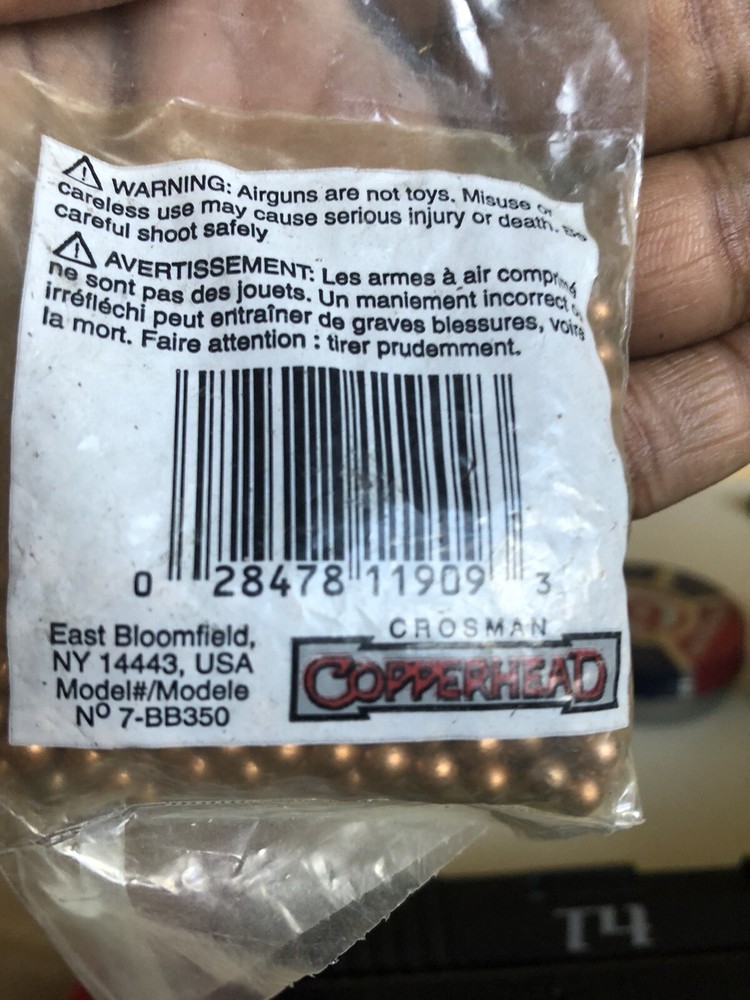 WARNING: Airguns are not toys. Misuse or
careless use may cause serious injury or death. Be
careful shoot safely
AVERTISSEMENT: Les armes à air comprimé
ne sont pas des jouets. Un maniement incorrect ou
irréfléchi peut entraîner de graves blessures, voire
la mort. Faire attention : tirer prudemment.
0 28478 11909 3
East Bloomfield,
NY 14443, USA
Model#/Modele
Nº 7-BB350
CROSMAN
COPPERHEAD
T4